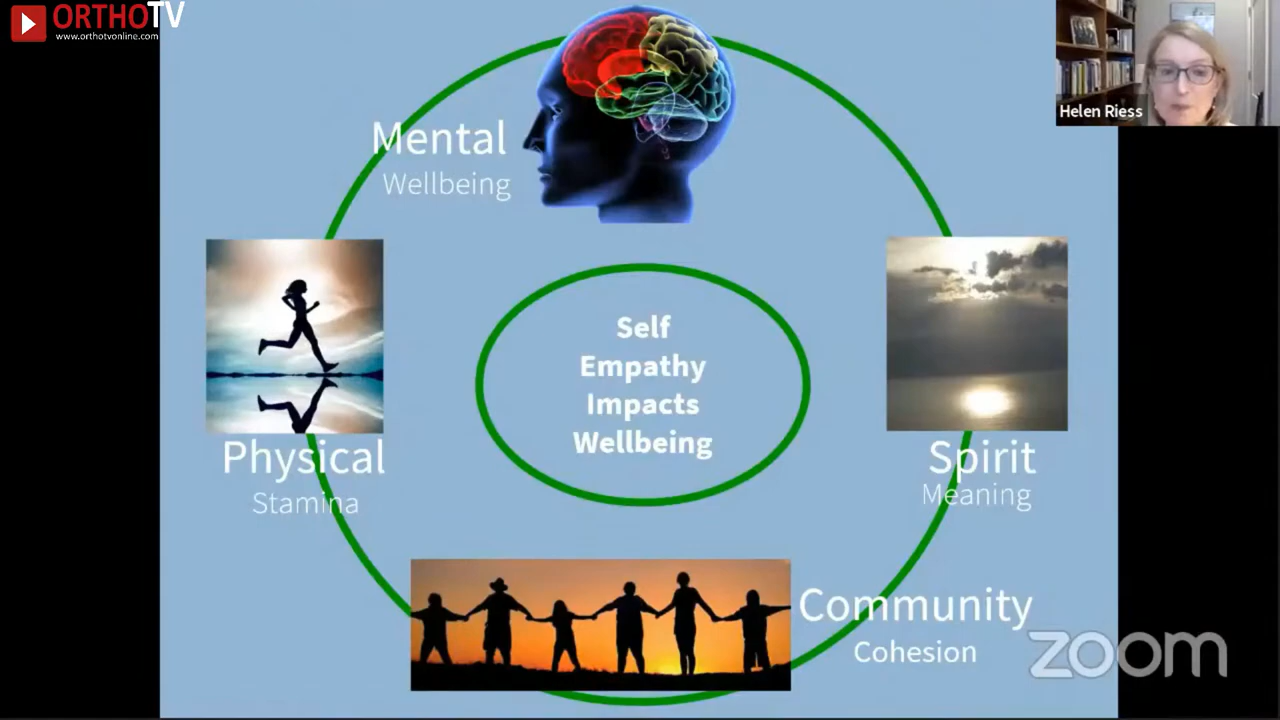 ORTHOTV
www.orthotvonline.com
Helen Riess
Mental
Wellbeing
Self
Empathy
Impacts
Wellbeing
Physical
Stamina
Spirit
Meaning
Community
Cohesion
zoom